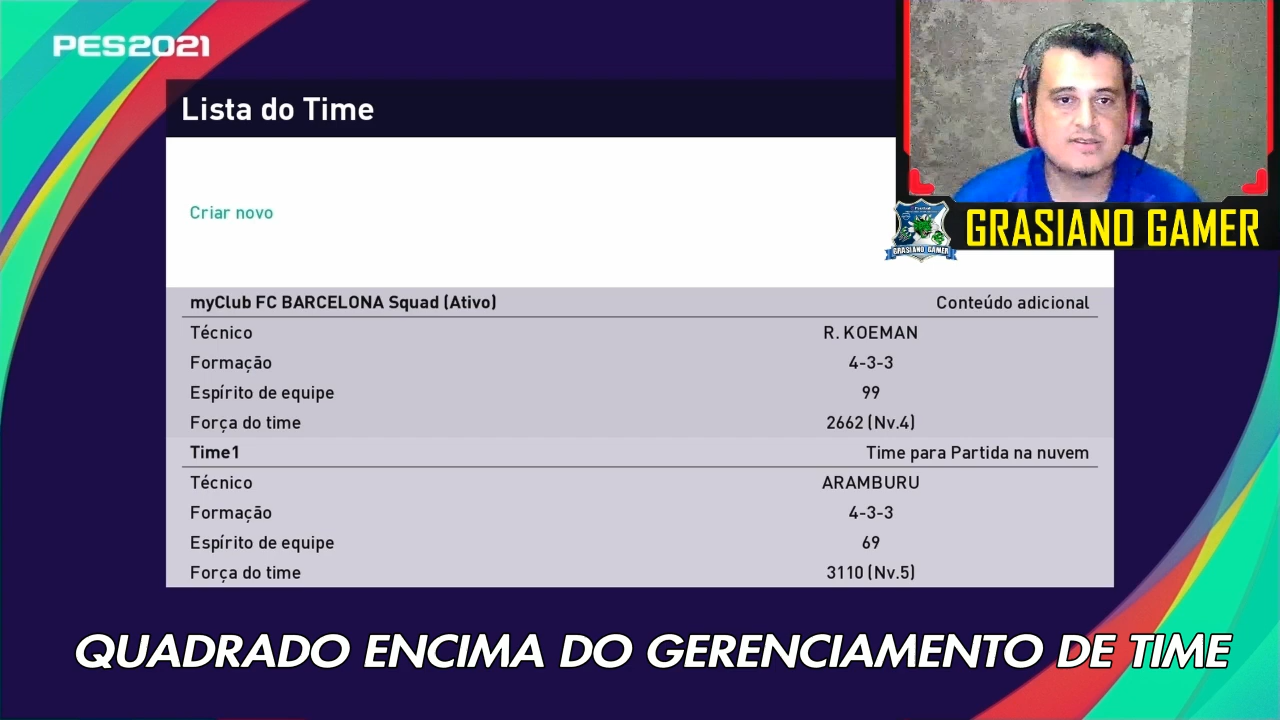 PES2021
Lista do Time
Criar novo
GRASIANO GAMER
GRASIANO GAMER
myClub FC BARCELONA Squad (Ativo) Conteúdo adicional
Técnico R. KOEMAN
Formação 4-3-3
Espírito de equipe 99
Força do time 2662 (Nv.4)
Time1 Time para Partida na nuvem
Técnico ARAMBURU
Formação 4-3-3
Espírito de equipe 69
Força do time 3110 (Nv.5)
QUADRADO ENCIMA DO GERENCIAMENTO DE TIME